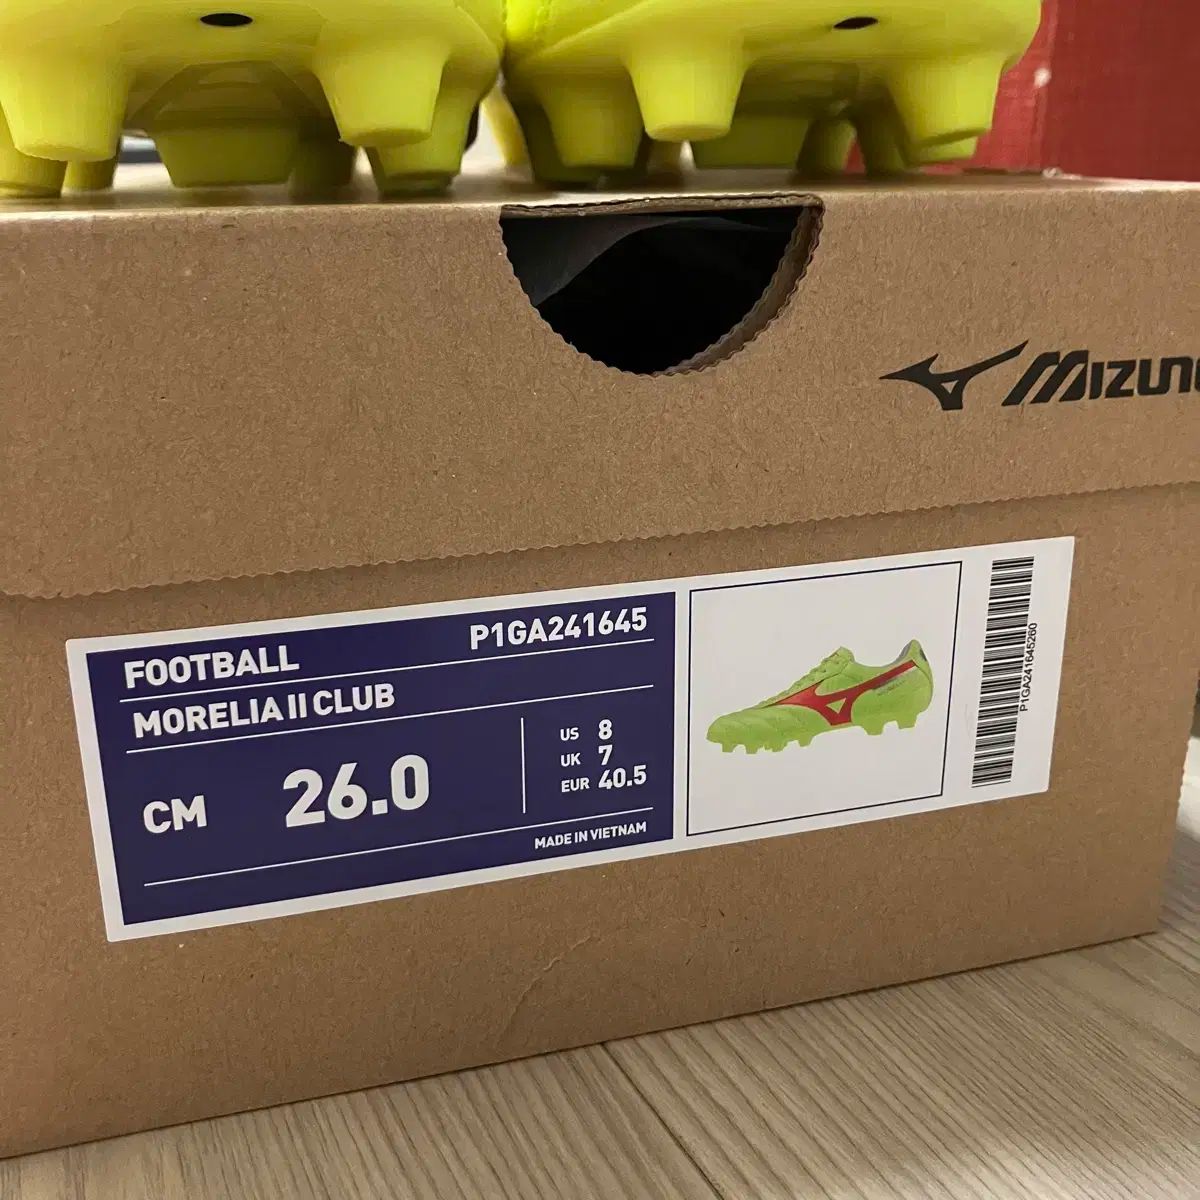 MIZUNO
FOOTBALL P1GA241645
MORELIA II CLUB
CM 26.0
US 8
UK 7
EUR 40.5
MADE IN VIETNAM
P1GA241645260